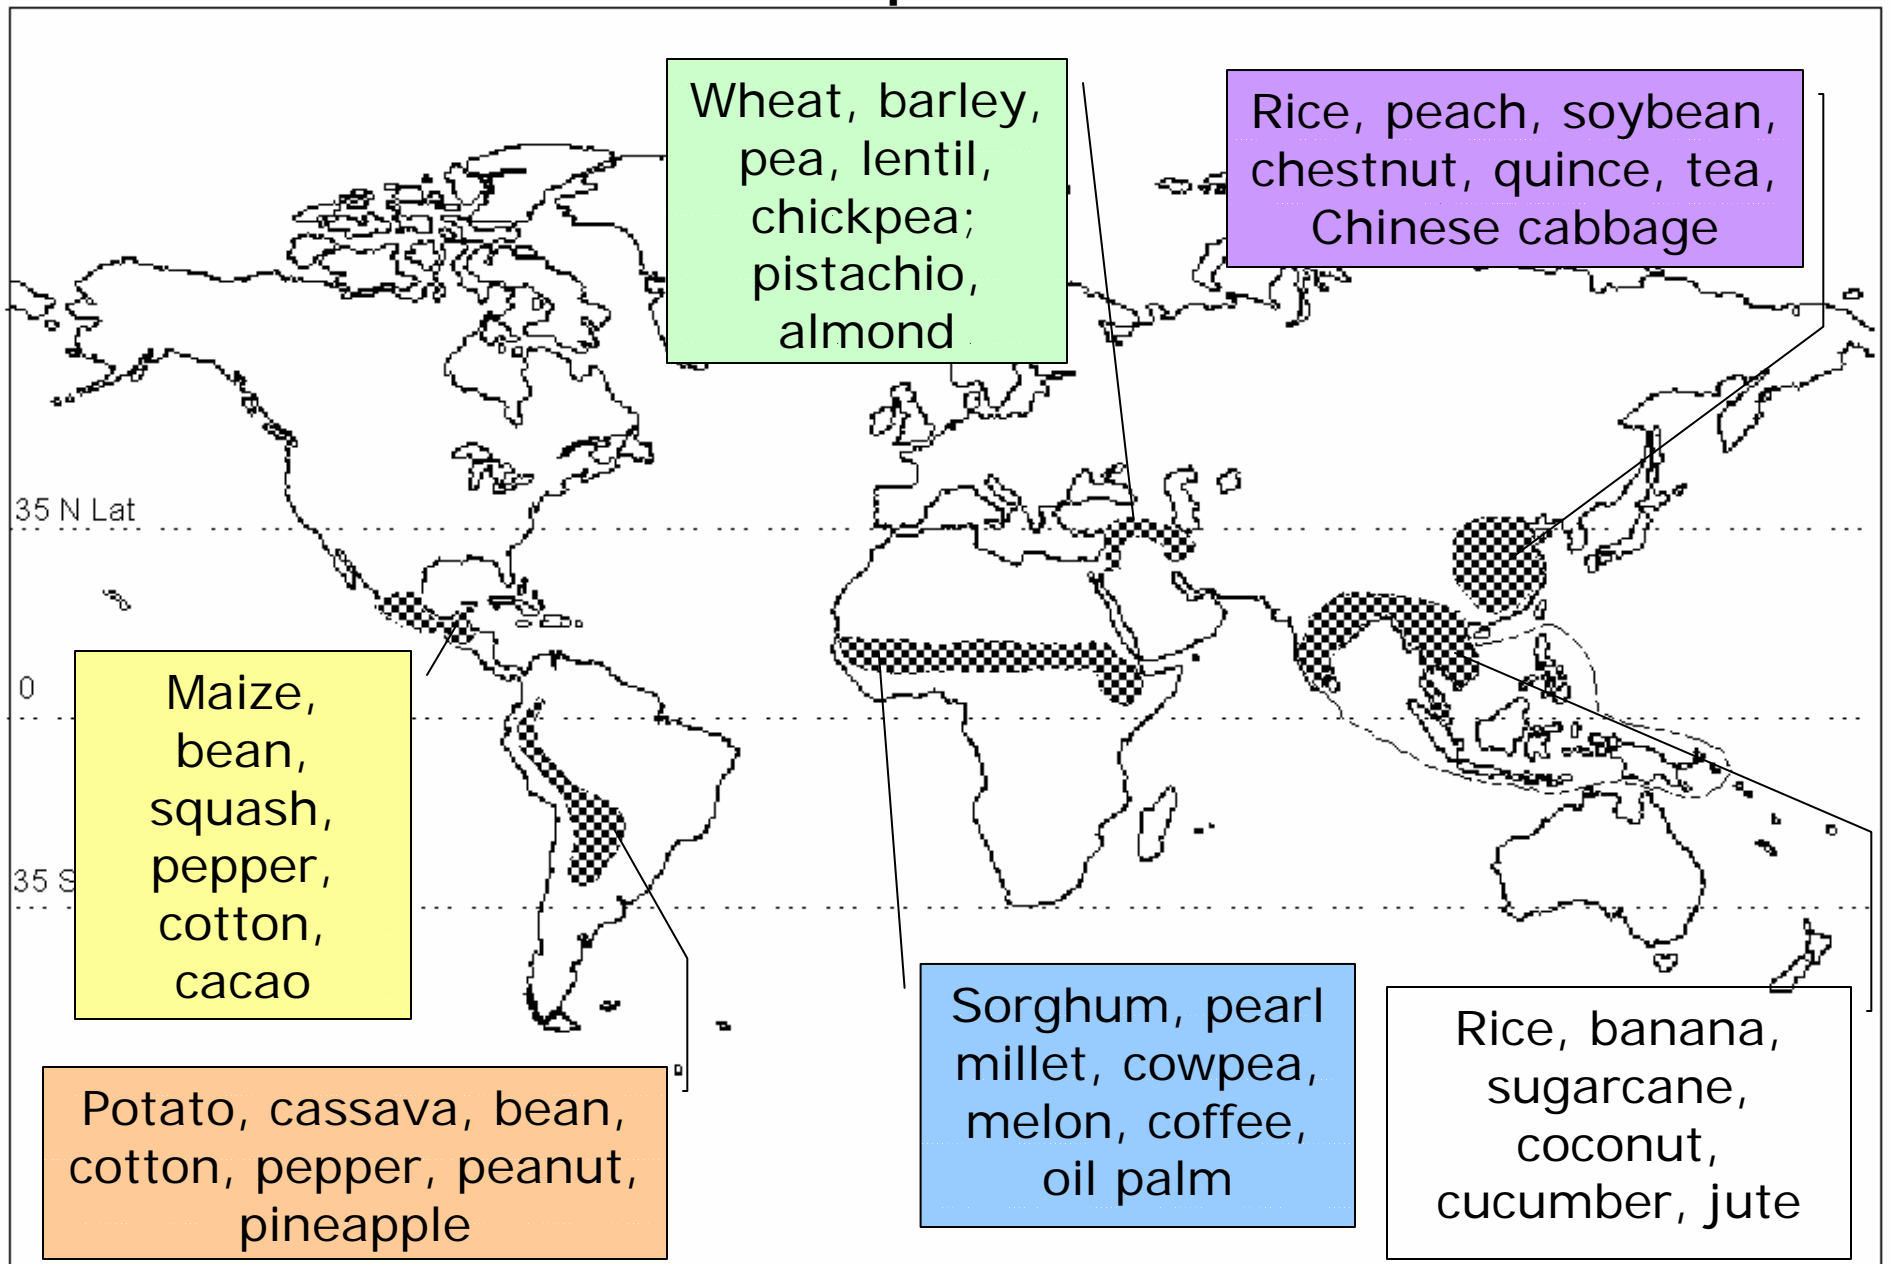 Wheat, barley,
pea, lentil,
chickpea;
pistachio,
almond
Rice, peach, soybean,
chestnut, quince, tea,
Chinese cabbage
35 N Lat
0
35 S
Maize,
bean,
squash,
pepper,
cotton,
cacao
Potato, cassava, bean,
cotton, pepper, peanut,
pineapple
Sorghum, pearl
millet, cowpea,
melon, coffee,
oil palm
Rice, banana,
sugarcane,
coconut,
cucumber, jute